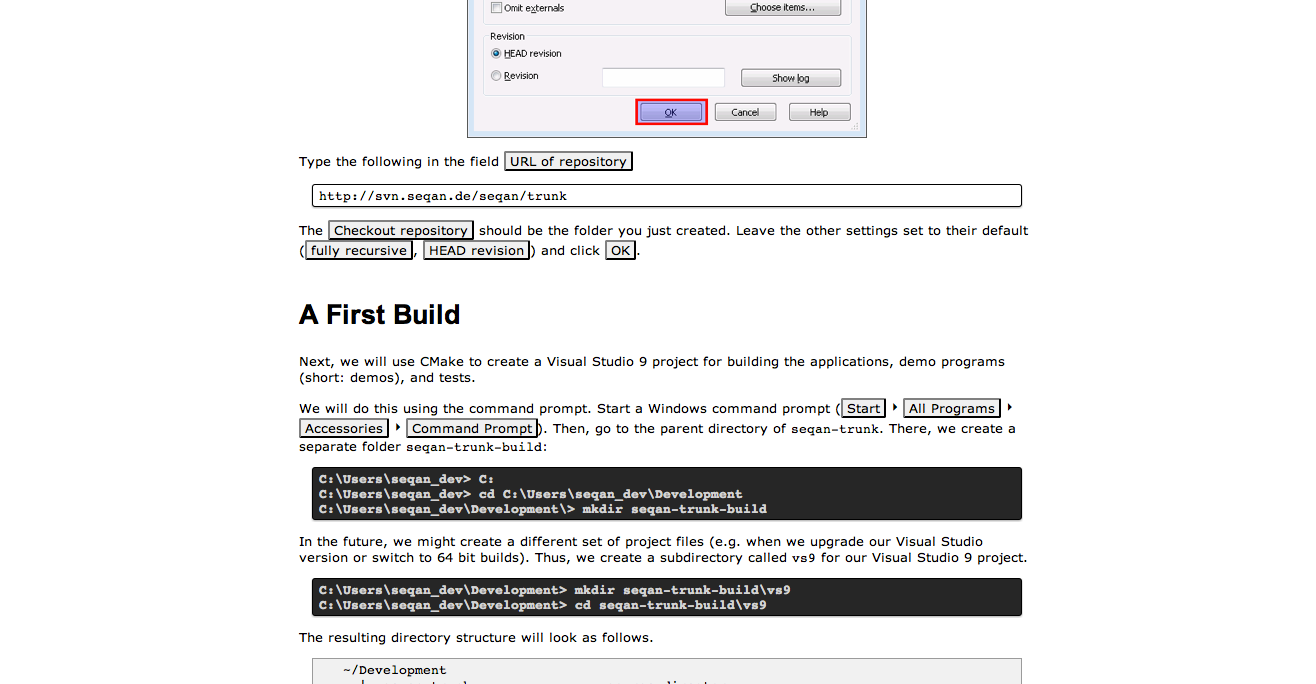 Omit externals
Choose items...
Revision
HEAD revision
Revision
Show log
OK
Cancel
Help
Type the following in the field URL of repository
http://svn.seqan.de/seqan/trunk
The Checkout repository should be the folder you just created. Leave the other settings set to their default
(fully recursive, HEAD revision) and click OK.
A First Build
Next, we will use CMake to create a Visual Studio 9 project for building the applications, demo programs
(short: demos), and tests.
We will do this using the command prompt. Start a Windows command prompt (Start ‣ All Programs ‣
Accessories ‣ Command Prompt). Then, go to the parent directory of seqan-trunk. There, we create a
separate folder seqan-trunk-build:
C:\Users\seqan_dev> C:
C:\Users\seqan_dev> cd C:\Users\seqan_dev\Development
C:\Users\seqan_dev\Development\> mkdir seqan-trunk-build
In the future, we might create a different set of project files (e.g. when we upgrade our Visual Studio
version or switch to 64 bit builds). Thus, we create a subdirectory called vs9 for our Visual Studio 9 project.
C:\Users\seqan_dev\Development> mkdir seqan-trunk-build\vs9
C:\Users\seqan_dev\Development> cd seqan-trunk-build\vs9
The resulting directory structure will look as follows.
~/Development